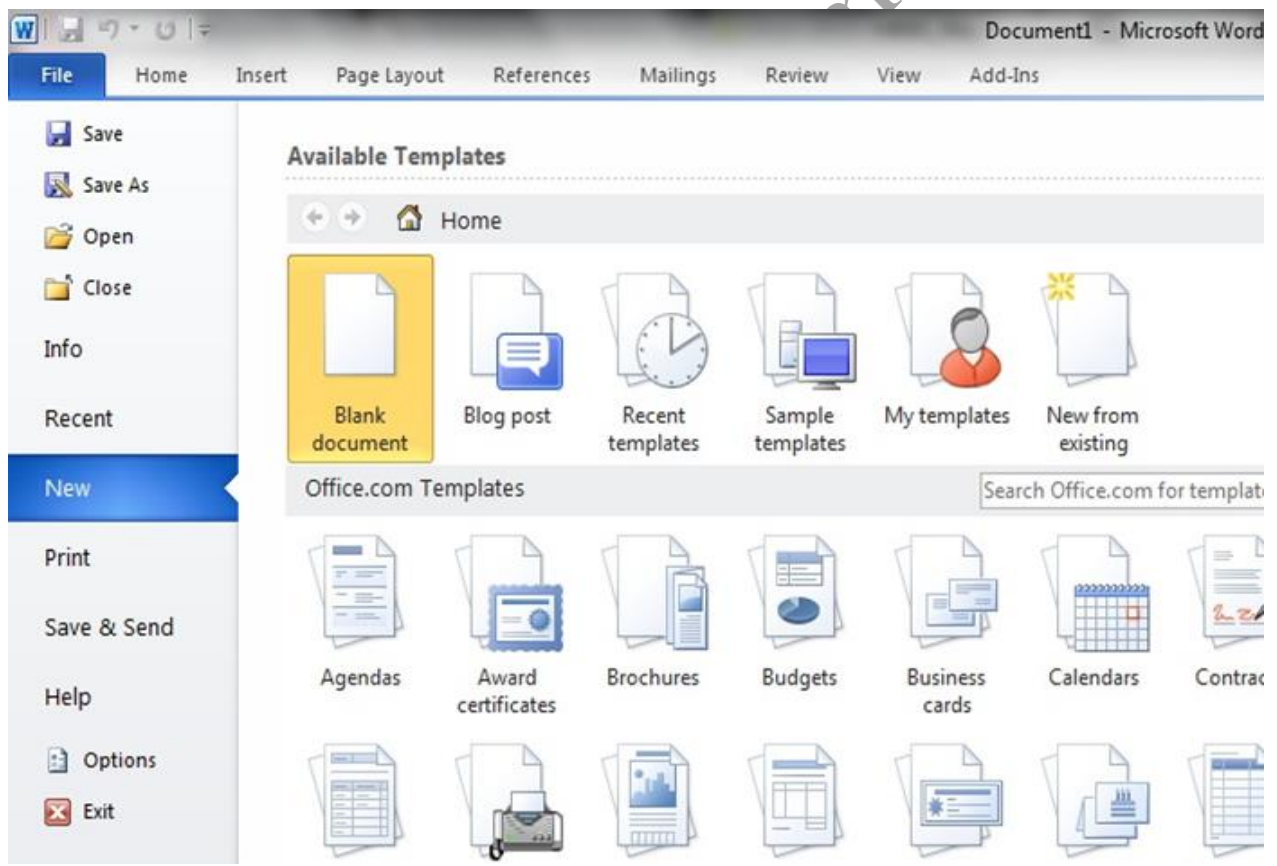 Document1 - Microsoft Word
File Home Insert Page Layout References Mailings Review View Add-Ins
Save
Save As
Open
Close
Info
Recent
New
Print
Save & Send
Help
Options
Exit
Available Templates
Home
Blank document
Blog post
Recent templates
Sample templates
My templates
New from existing
Office.com Templates
Search Office.com for
Agendas
Award certificates
Brochures
Budgets
Business cards
Calendars